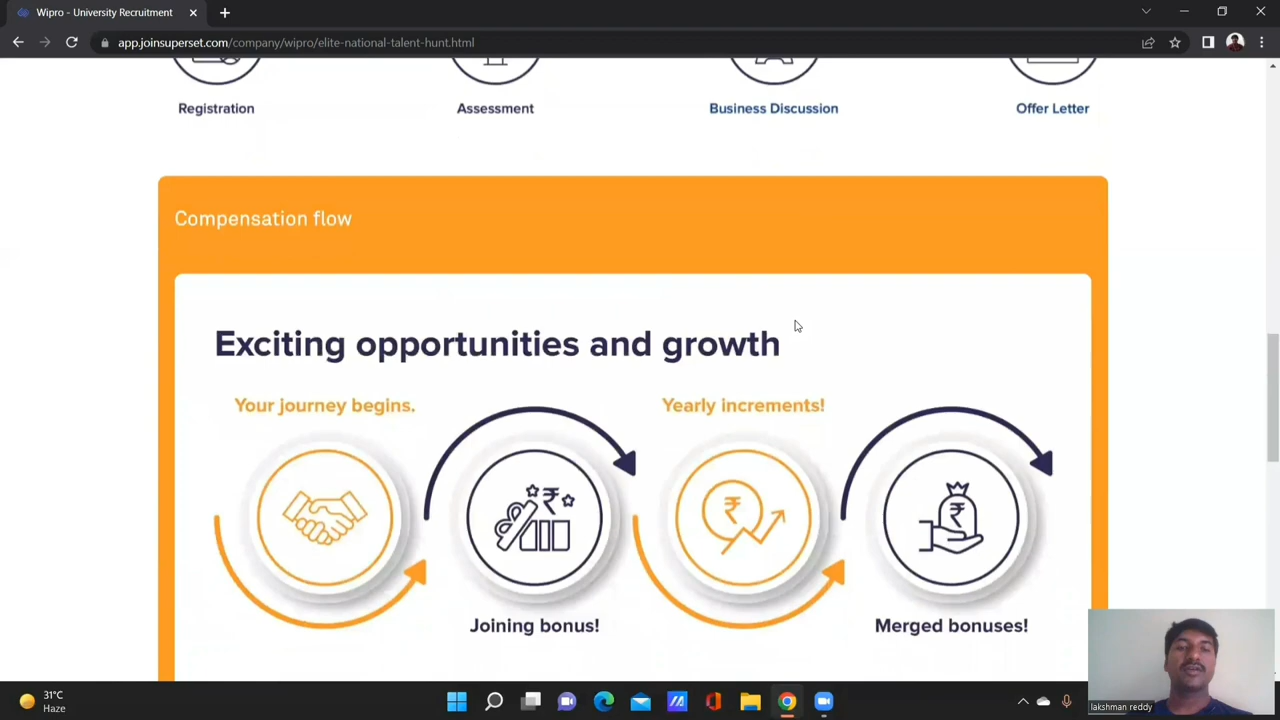 Wipro - University Recruitment
app.joinsuperset.com/company/wipro/elite-national-talent-hunt.html
Registration
Assessment
Business Discussion
Offer Letter
Compensation flow
Exciting opportunities and growth
Your journey begins.
Yearly increments!
Joining bonus!
Merged bonuses!
lakshman reddy
31°C
Haze